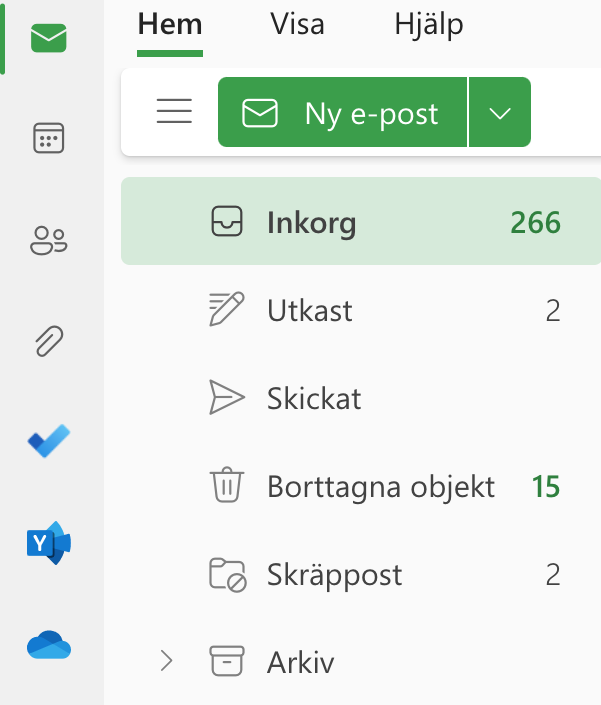 Hem Visa Hjälp
Ny e-post
Inkorg 266
Utkast 2
Skickat
Borttagna objekt 15
Skräppost 2
Y
Arkiv